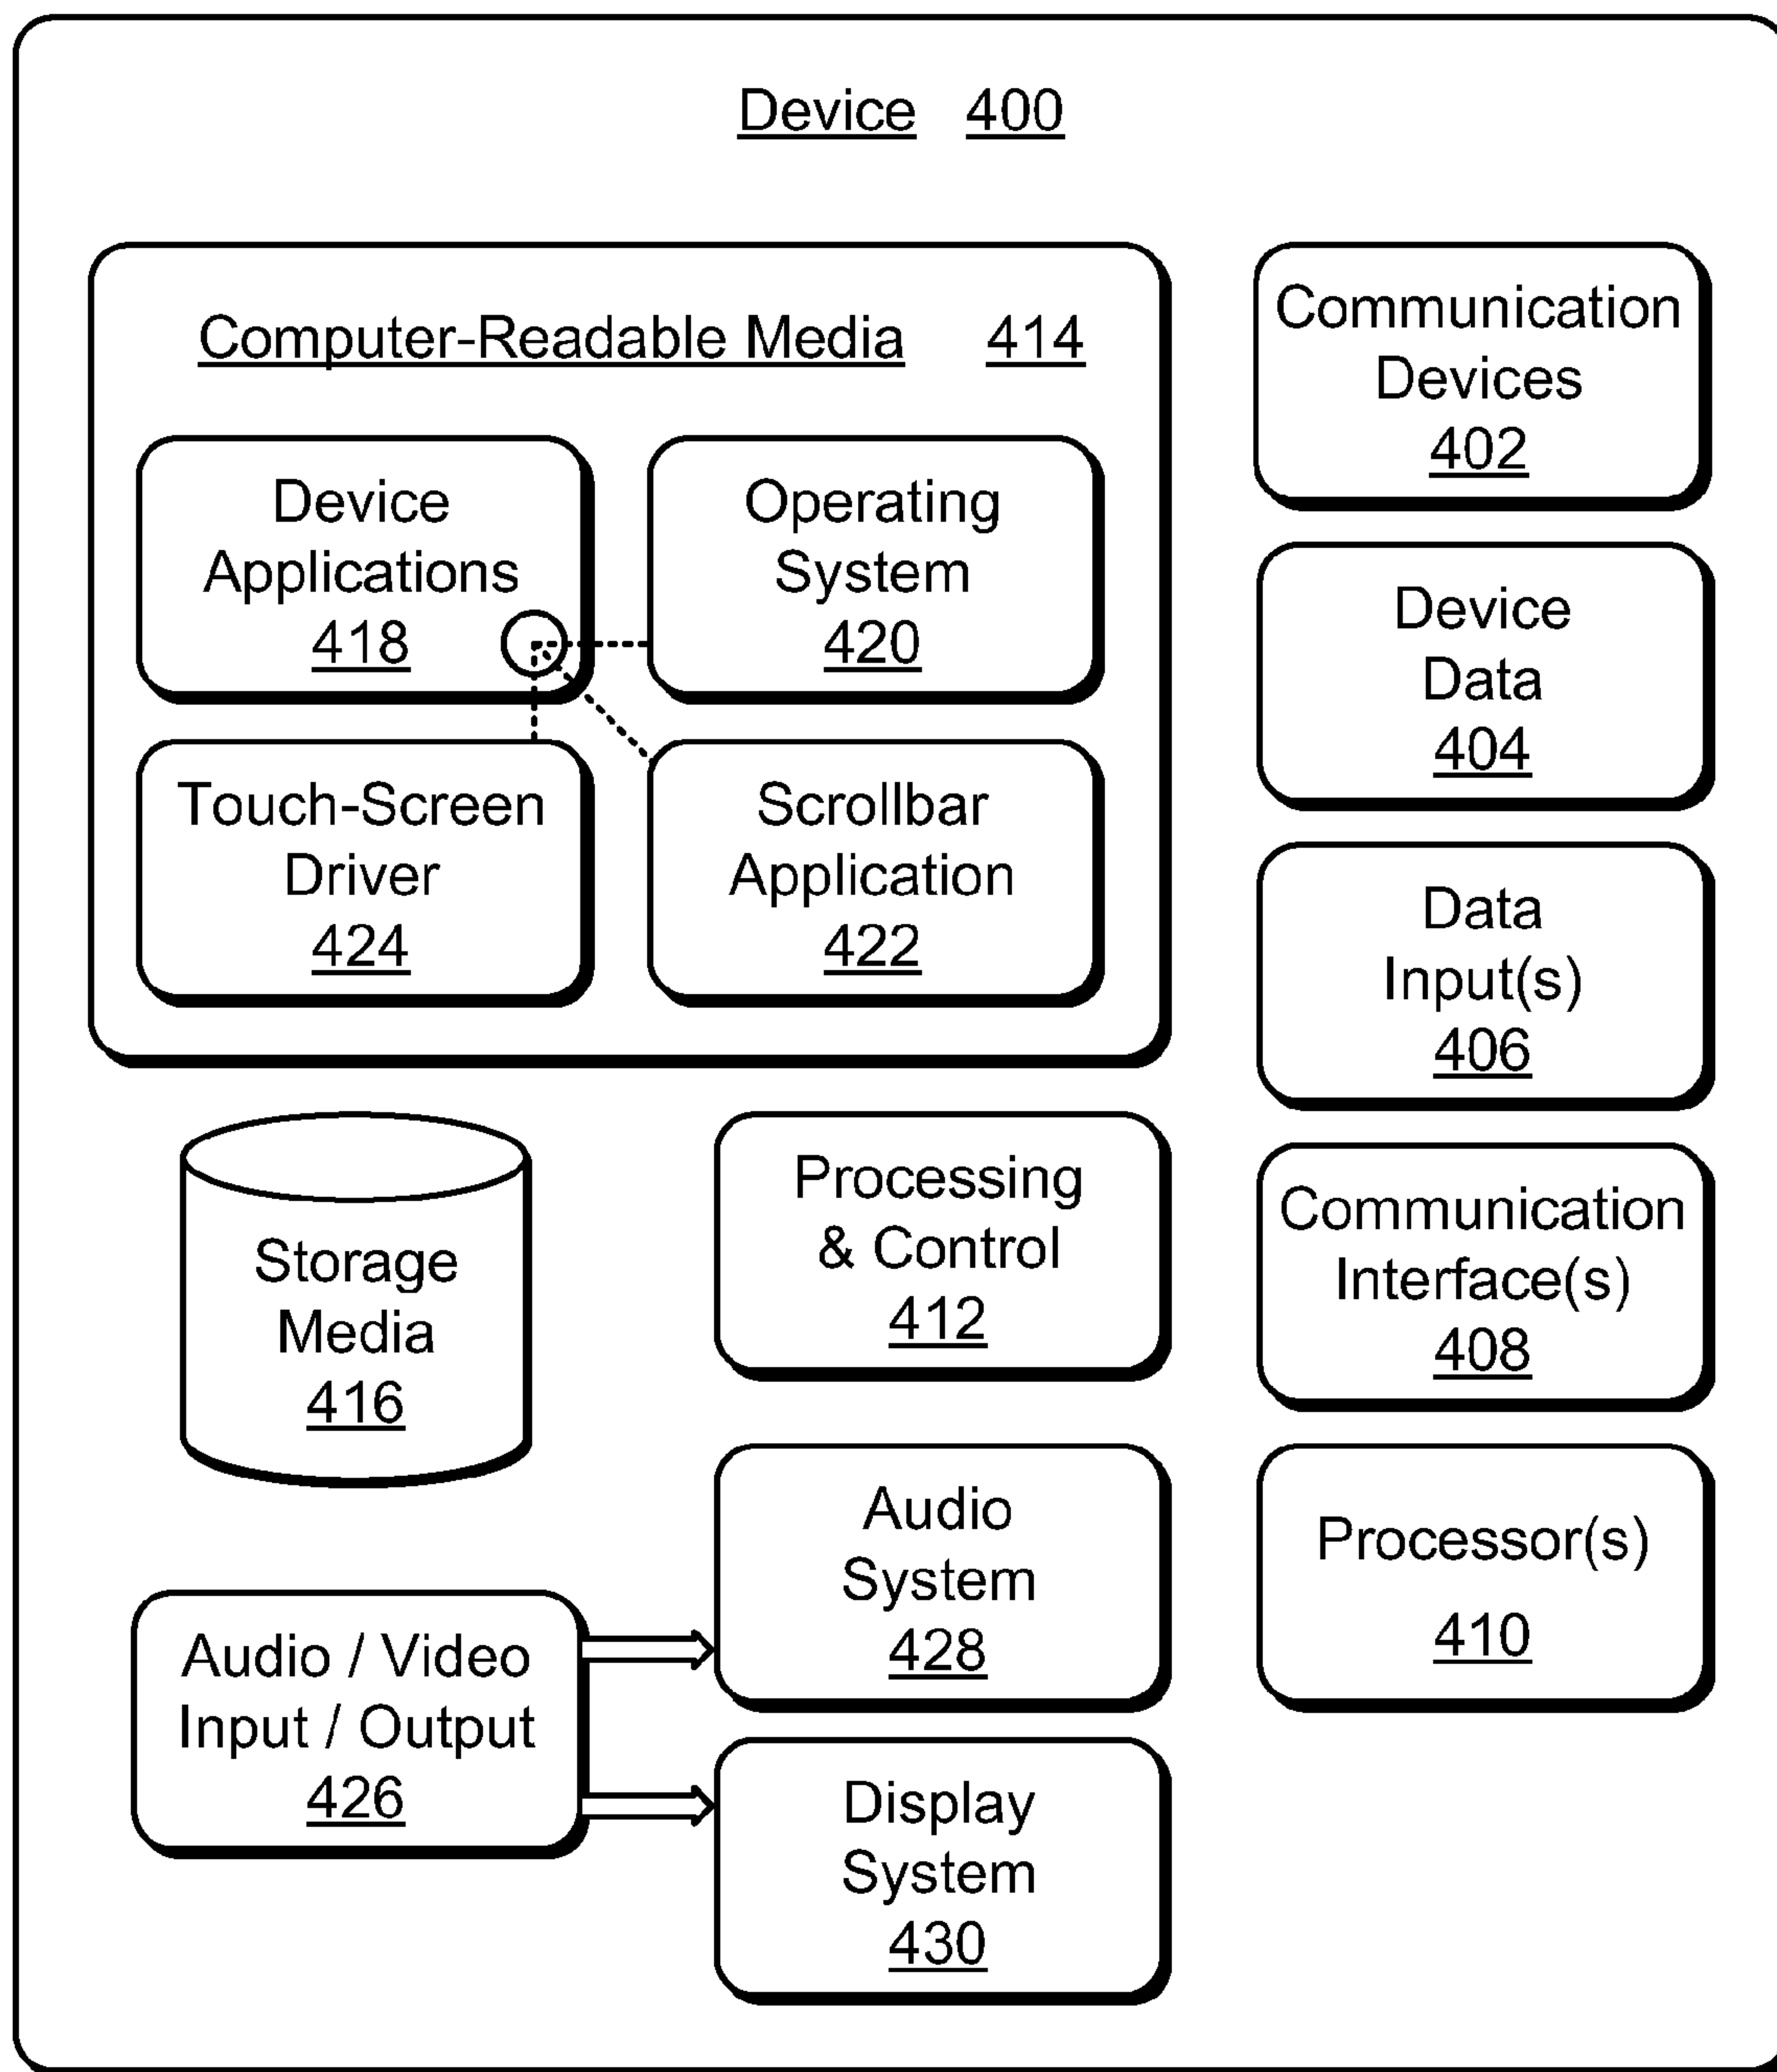 Device 400
Computer-Readable Media 414
Device
Applications
418
Operating
System
420
Touch-Screen
Driver
424
Scrollbar
Application
422
Communication
Devices
402
Device
Data
404
Data
Input(s)
406
Communication
Interface(s)
408
Processor(s)
410
Storage
Media
416
Processing
& Control
412
Audio / Video
Input / Output
426
Audio
System
428
Display
System
430